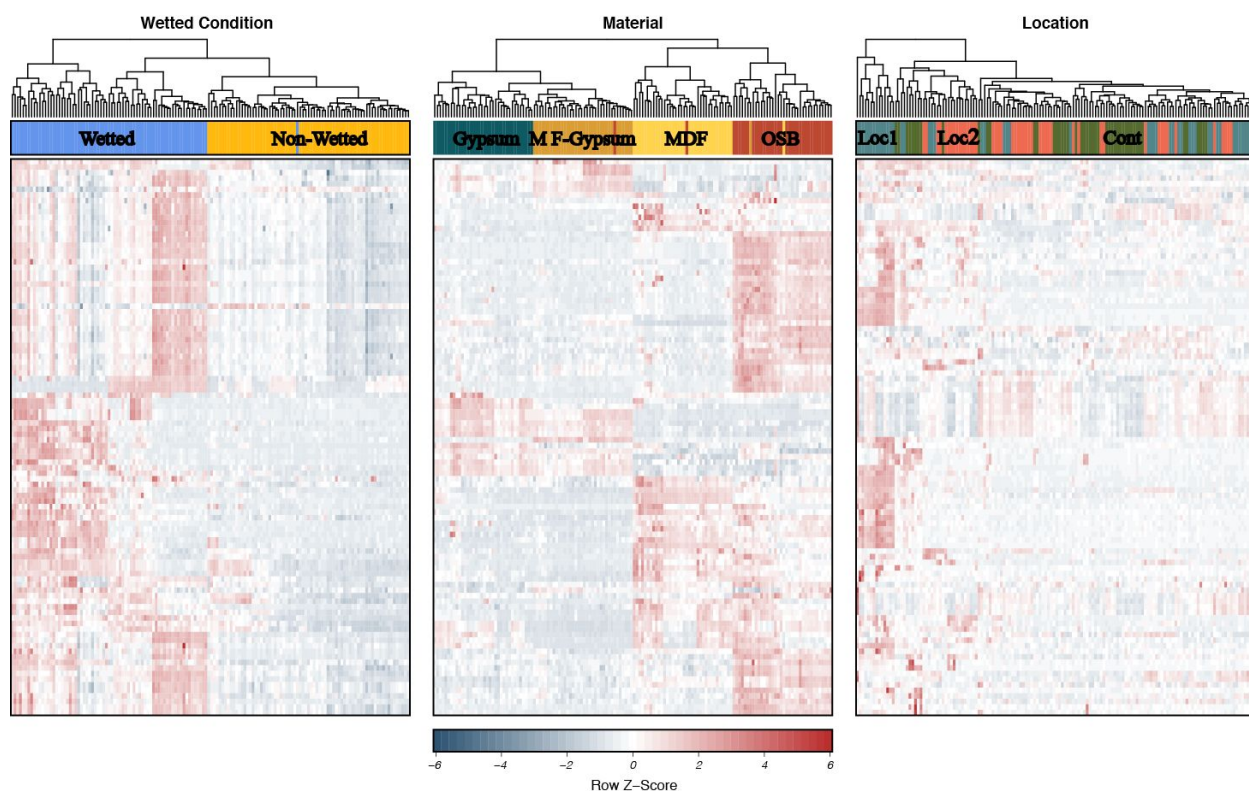 Wetted Condition
Material
Location
Wetted
Non-Wetted
Gypsum
M F-Gypsum
MDF
OSB
Loc1
Loc2
Cont
−6 −4 −2 0 2 4 6
Row Z−Score